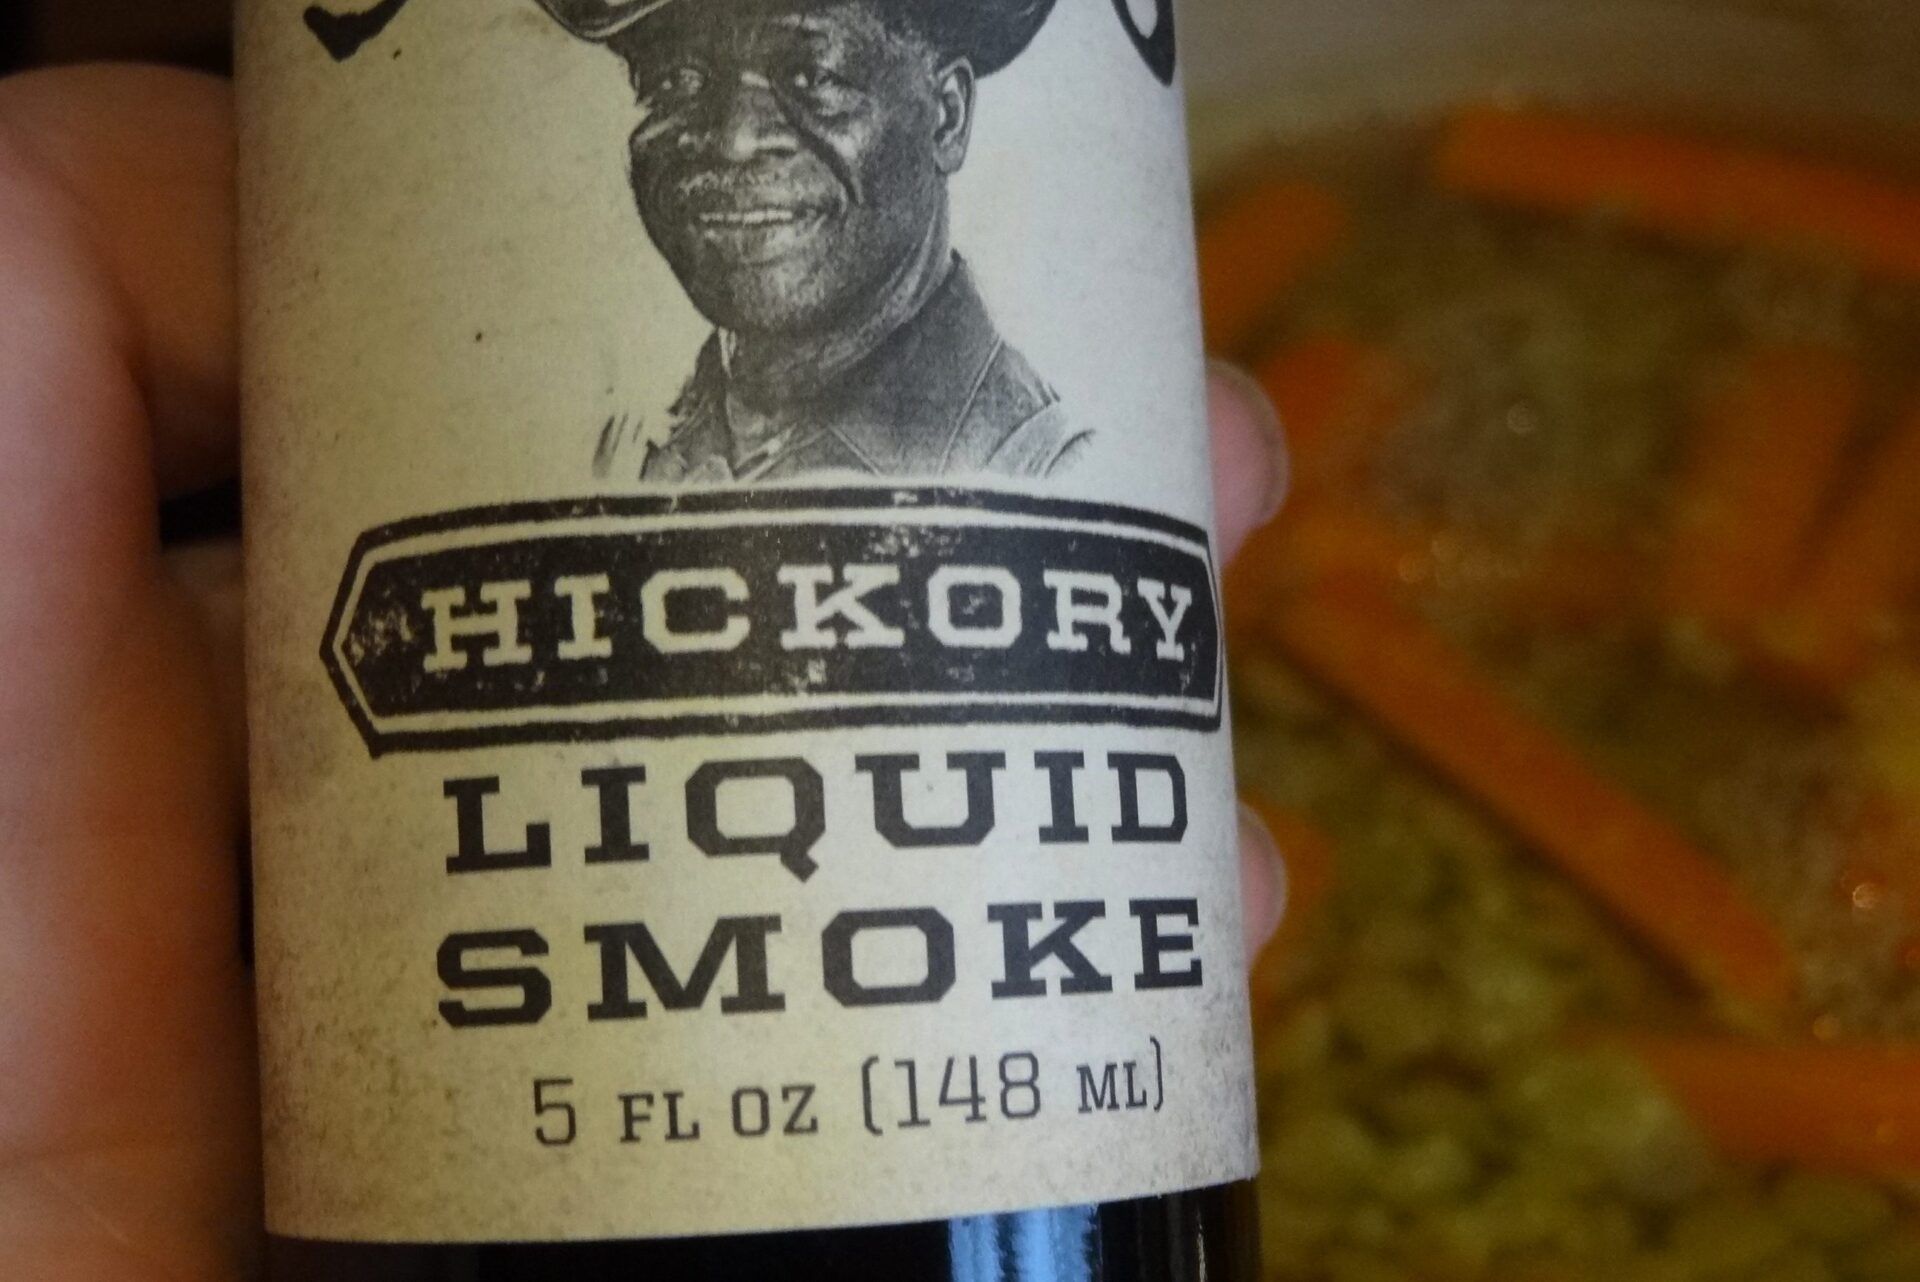 HICKORY
LIQUID
SMOKE
5 FL OZ (148 ML)